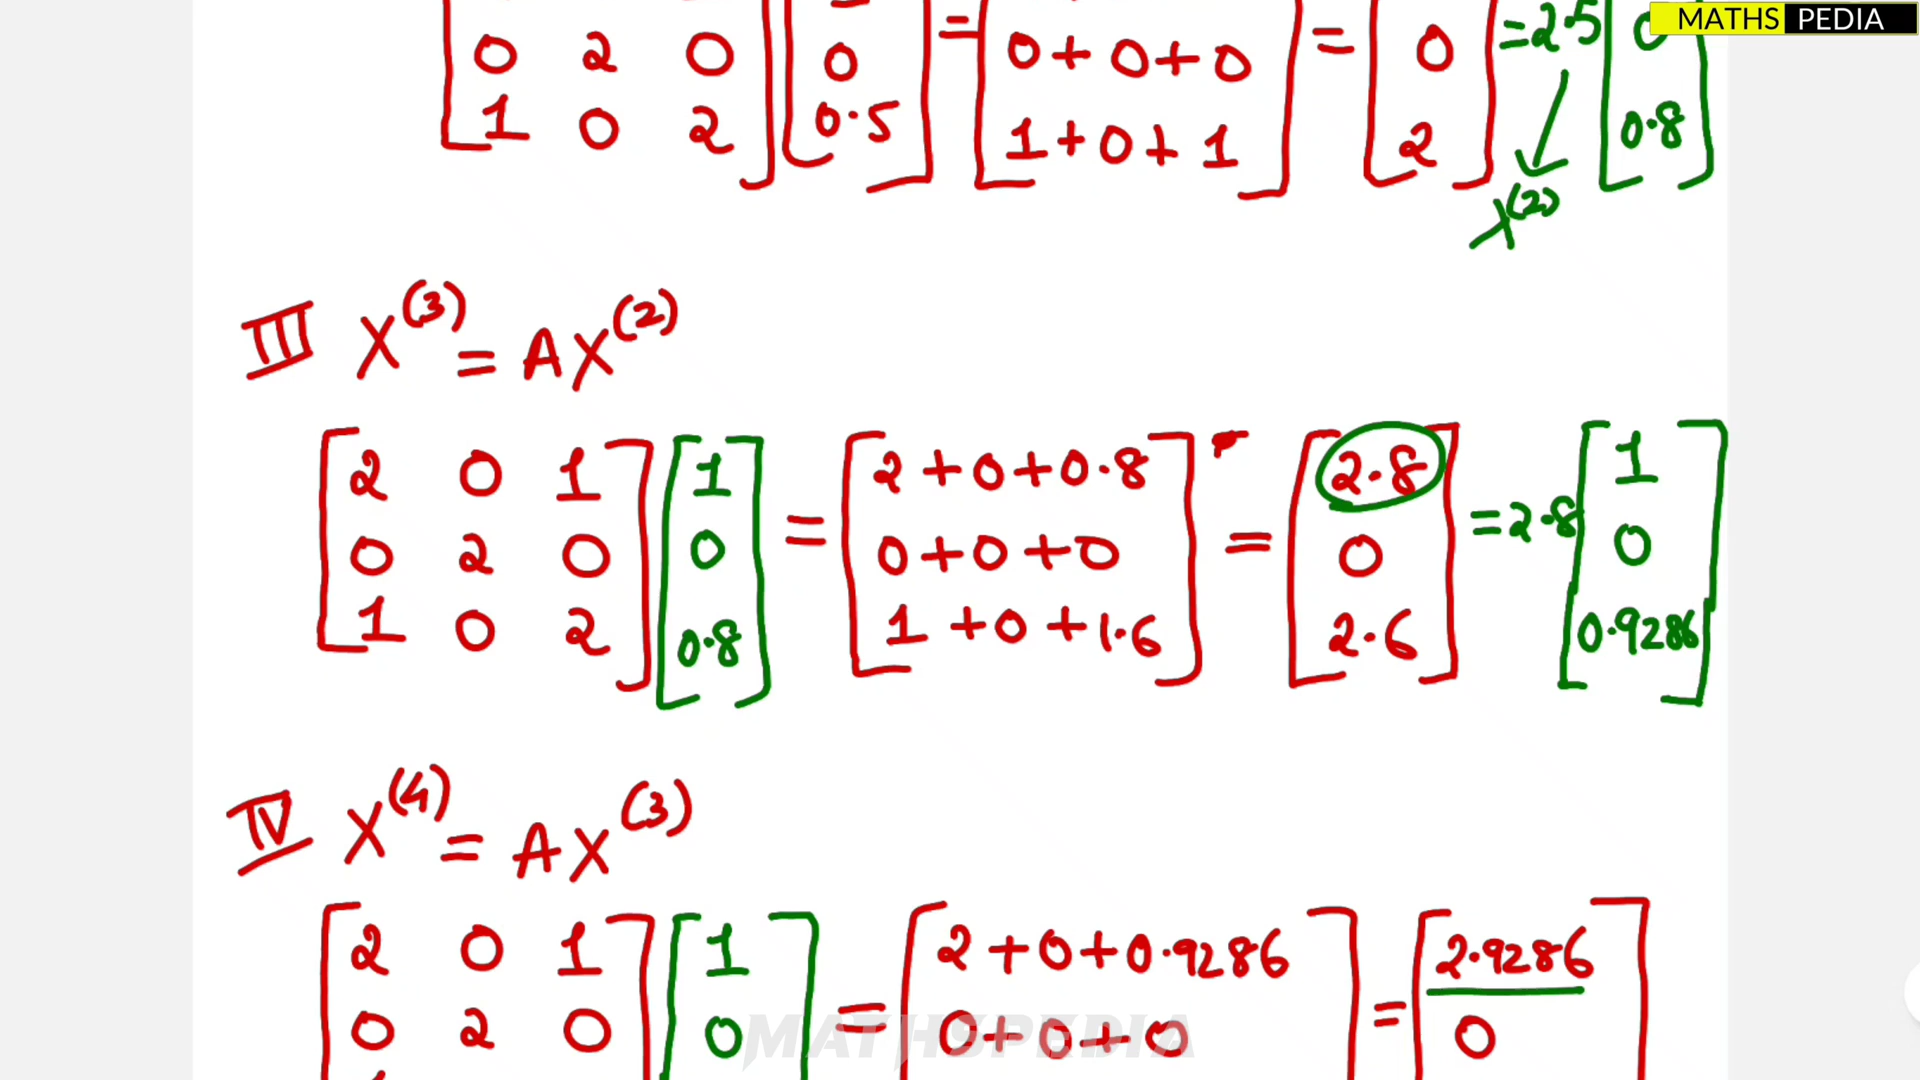 MATHS PEDIA
0 2 0 0 = 0 + 0 + 0 = 0 = 2.5 0
1 0 2 0.5 1 + 0 + 1 2 0.8
X(2)
III X(3) = AX(2)
2 0 1 1 2 + 0 + 0.8 2.8 1
0 2 0 0 = 0 + 0 + 0 = 0 = 2.8 0
1 0 2 0.8 1 + 0 + 1.6 2.6 0.9286
IV X(4) = AX(3)
2 0 1 1 2 + 0 + 0.9286 2.9286
0 2 0 0 = 0 + 0 + 0 = 0
MATHSPEDIA